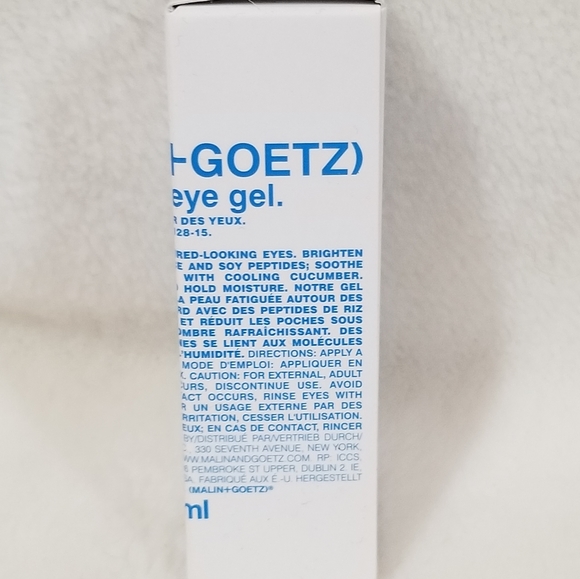 +GOETZ)
eye gel.
R DES YEUX.
128-15.
RED-LOOKING EYES. BRIGHTEN
E AND SOY PEPTIDES; SOOTHE
WITH COOLING CUCUMBER.
HOLD MOISTURE. NOTRE GEL
A PEAU FATIGUÉE AUTOUR DES
RD AVEC DES PEPTIDES DE RIZ
ET RÉDUIT LES POCHES SOUS
OMBRE RAFRAÎCHISSANT. DES
NES SE LIENT AUX MOLÉCULES
L'HUMIDITÉ. DIRECTIONS: APPLY A
MODE D'EMPLOI: APPLIQUER EN
X. CAUTION: FOR EXTERNAL, ADULT
URS, DISCONTINUE USE. AVOID
ACT OCCURS, RINSE EYES WITH
R UN USAGE EXTERNE PAR DES
RRITATION, CESSER L'UTILISATION.
EUX; EN CAS DE CONTACT, RINCER
BY/DISTRIBUÉ PAR/VERTRIEB DURCH/
330 SEVENTH AVENUE, NEW YORK,
WWW.MALINANDGOETZ.COM. RP: ICCS,
PEMBROKE ST UPPER, DUBLIN 2. IE,
SA. FABRIQUÉ AUX É.-U. HERGESTELLT
(MALIN+GOETZ)®
ml